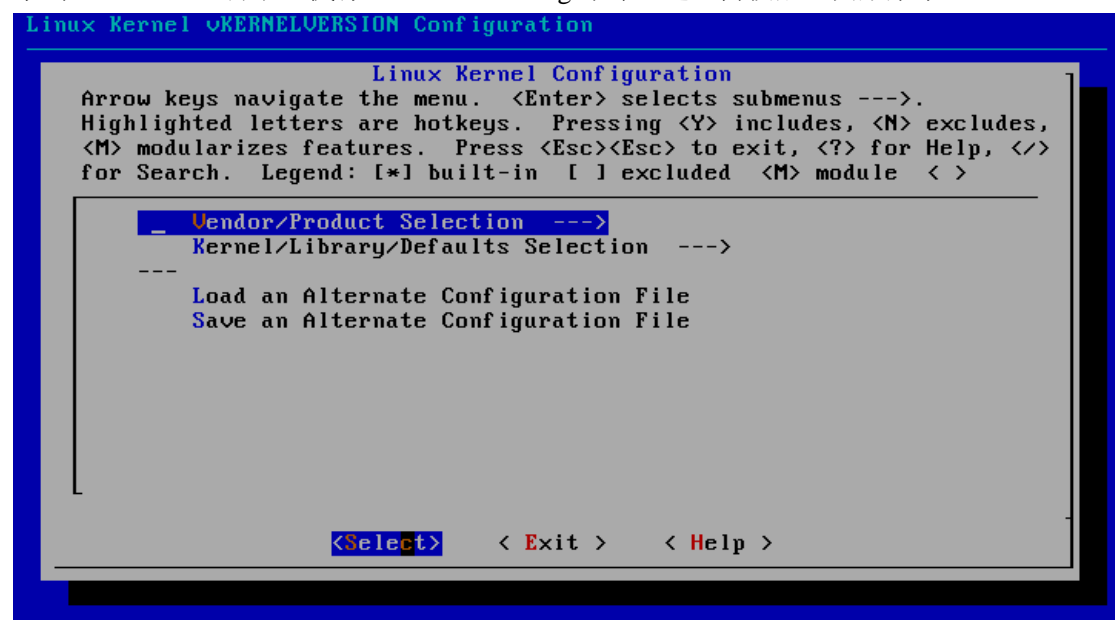 Linux Kernel vKERNELVERSION Configuration
Linux Kernel Configuration
Arrow keys navigate the menu. <Enter> selects submenus --->.
Highlighted letters are hotkeys. Pressing <Y> includes, <N> excludes,
<M> modularizes features. Press <Esc><Esc> to exit, <?> for Help, </>
for Search. Legend: [*] built-in [ ] excluded <M> module < >
_ Vendor/Product Selection --->
Kernel/Library/Defaults Selection --->
---
Load an Alternate Configuration File
Save an Alternate Configuration File
<Select> < Exit > < Help >